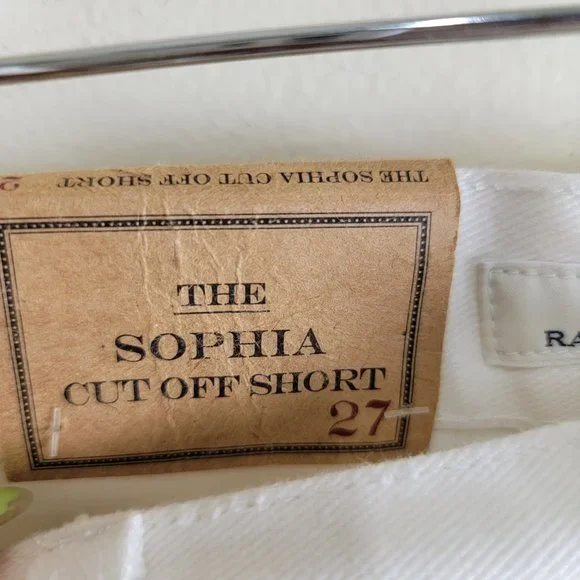 THE SOPHIA CUT OFF SHORT
THE
SOPHIA
CUT OFF SHORT
27
RA